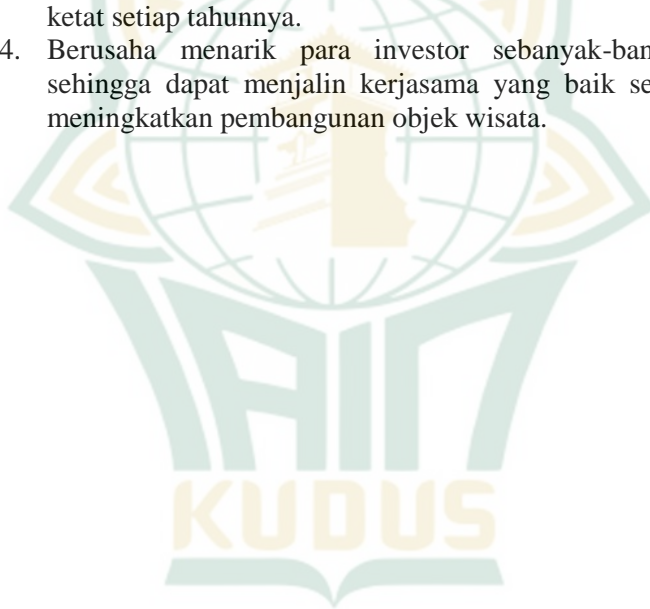 ketat setiap tahunnya.
4. Berusaha menarik para investor sebanyak-ban
sehingga dapat menjalin kerjasama yang baik se
meningkatkan pembangunan objek wisata.
IAIN
KUDUS